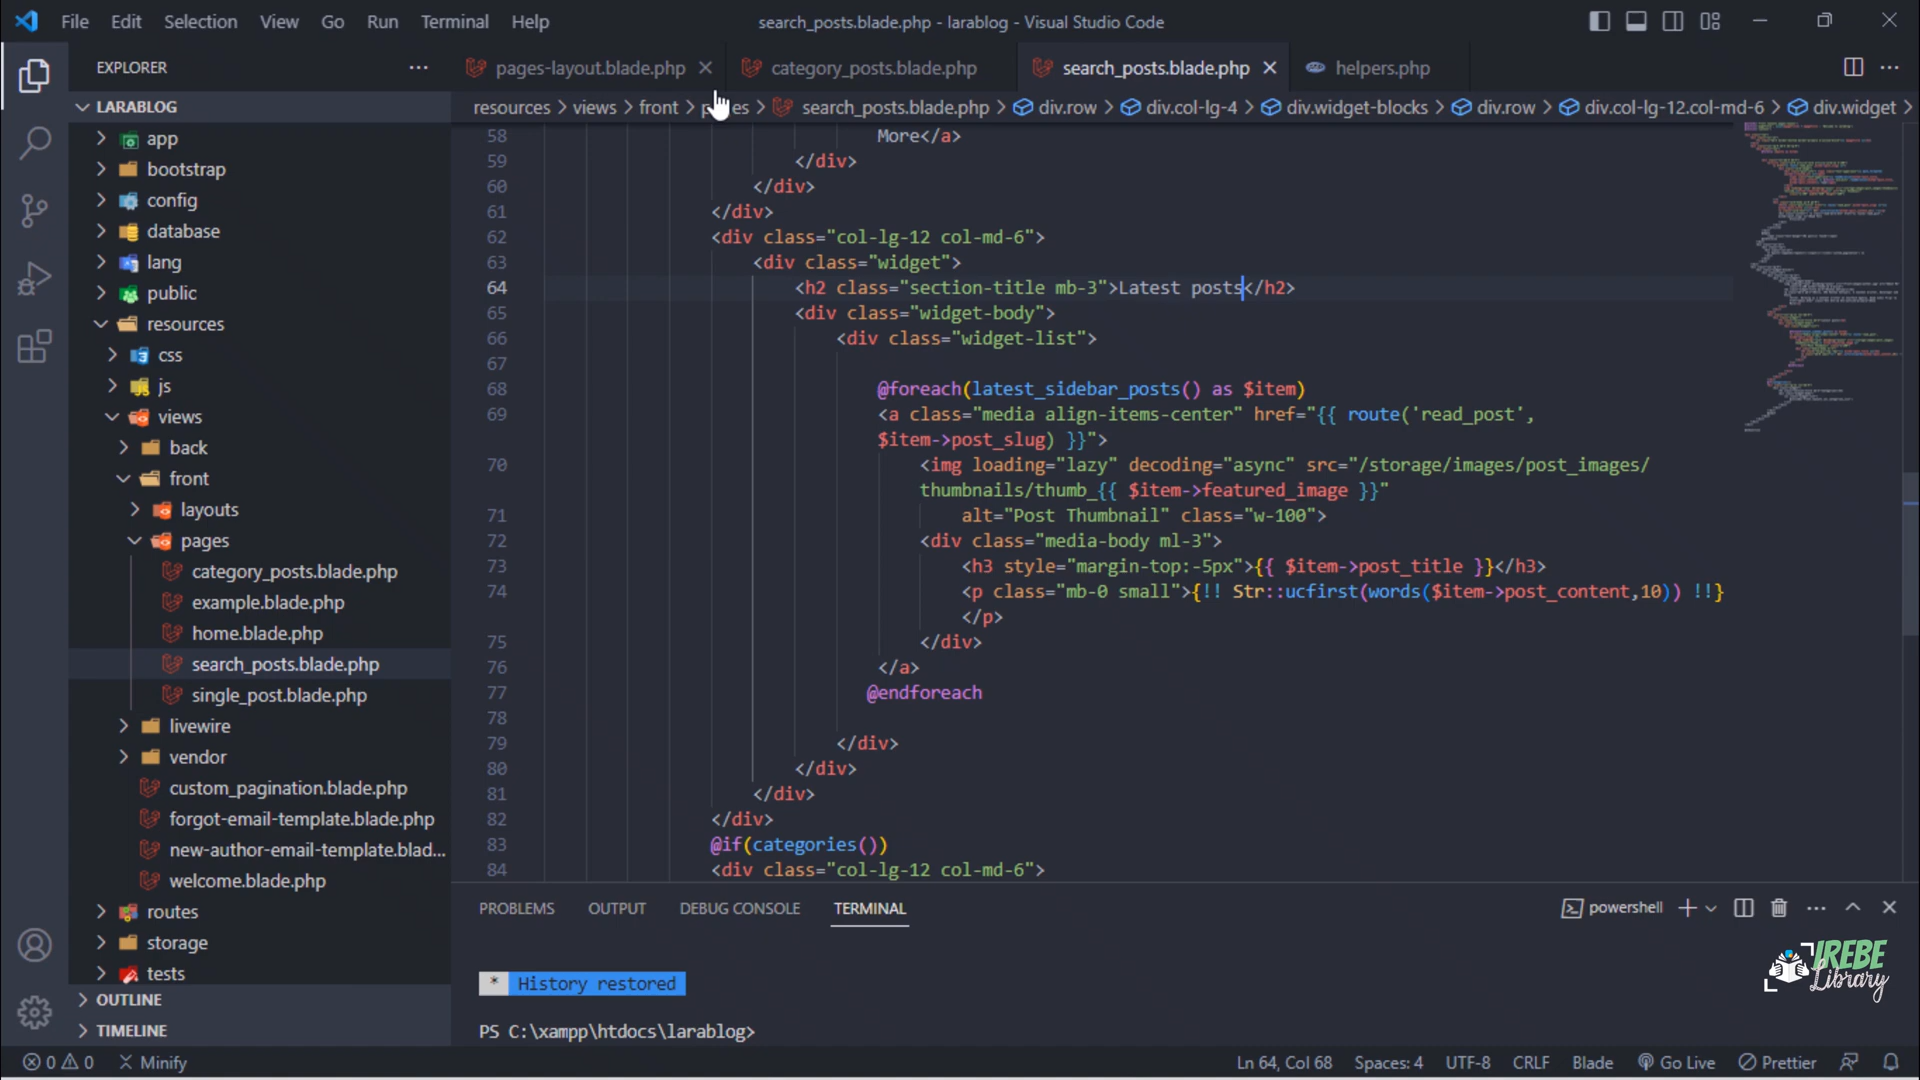 File Edit Selection View Go Run Terminal Help
search_posts.blade.php - larablog - Visual Studio Code
EXPLORER
pages-layout.blade.php
category_posts.blade.php
search_posts.blade.php
helpers.php
LARABLOG
resources > views > front > > search_posts.blade.php > div.row > div.col-lg-4 > div.widget-blocks > div.row > div.col-lg-12.col-md-6 > div.widget >
app
bootstrap
config
database
lang
public
resources
css
js
views
back
front
layouts
pages
category_posts.blade.php
example.blade.php
home.blade.php
search_posts.blade.php
single_post.blade.php
livewire
vendor
custom_pagination.blade.php
forgot-email-template.blade.php
new-author-email-template.blad...
welcome.blade.php
routes
storage
tests
OUTLINE
TIMELINE
58 More</a>
59 </div>
60 </div>
61 </div>
62 <div class="col-lg-12 col-md-6">
63 <div class="widget">
64 <h2 class="section-title mb-3">Latest posts</h2>
65 <div class="widget-body">
66 <div class="widget-list">
67
68 @foreach(latest_sidebar_posts() as $item)
69 <a class="media align-items-center" href="{{ route('read_post',
$item->post_slug) }}">
70 <img loading="lazy" decoding="async" src="/storage/images/post_images/
thumbnails/thumb_{{ $item->featured_image }}"
71 alt="Post Thumbnail" class="w-100">
72 <div class="media-body ml-3">
73 <h3 style="margin-top:-5px">{{ $item->post_title }}</h3>
74 <p class="mb-0 small">{!! Str::ucfirst(words($item->post_content,10)) !!}
</p>
75 </div>
76 </a>
77 @endforeach
78
79 </div>
80 </div>
81 </div>
82 </div>
83 @if(categories())
84 <div class="col-lg-12 col-md-6">
PROBLEMS OUTPUT DEBUG CONSOLE TERMINAL
powershell
* History restored
PS C:\xampp\htdocs\larablog>
IREBE
Library
0 0 Minify
Ln 64, Col 68 Spaces: 4 UTF-8 CRLF Blade Go Live Prettier